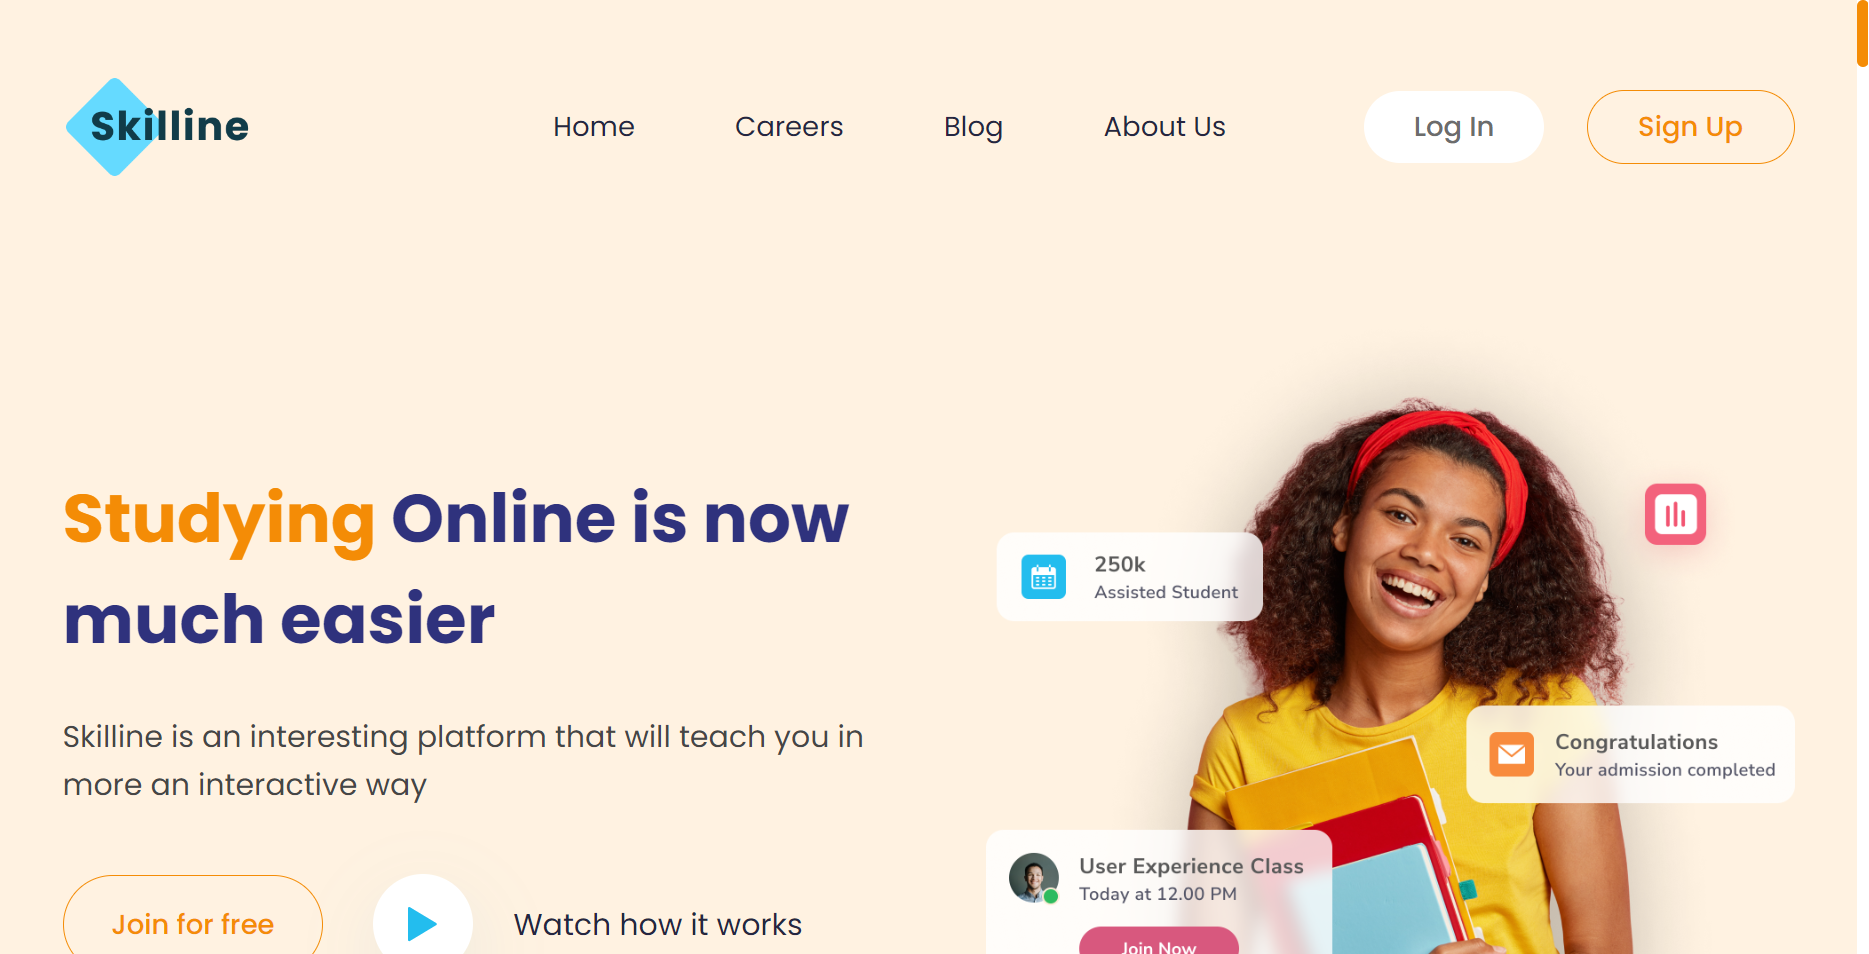 Skilline
Home
Careers
Blog
About Us
Log In
Sign Up
Studying Online is now
much easier
Skilline is an interesting platform that will teach you in
more an interactive way
Join for free
Watch how it works
250k
Assisted Student
Congratulations
Your admission completed
User Experience Class
Today at 12.00 PM
Join Now